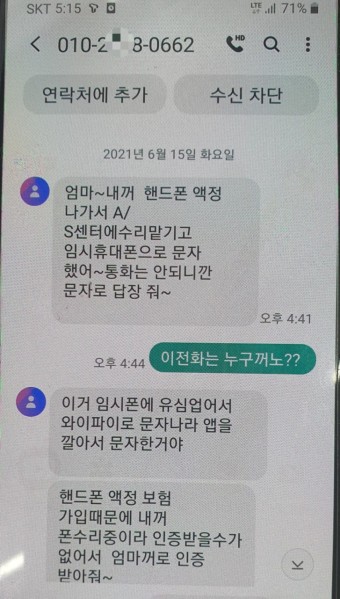 SKT 5:15 LTE 71%
010-2 8-0662
연락처에 추가 수신 차단
2021년 6월 15일 화요일
엄마~내꺼 핸드폰 액정
나가서 A/
S센터에수리맡기고
임시휴대폰으로 문자
했어~통화는 안되니깐
문자로 답장 줘~
오후 4:41
오후 4:44 이전화는 누구꺼노??
이거 임시폰에 유심업어서
와이파이로 문자나라 앱을
깔아서 문자한거야
핸드폰 액정 보험
가입때문에 내꺼
폰수리중이라 인증받을수가
없어서 엄마꺼로 인증
받아줘~